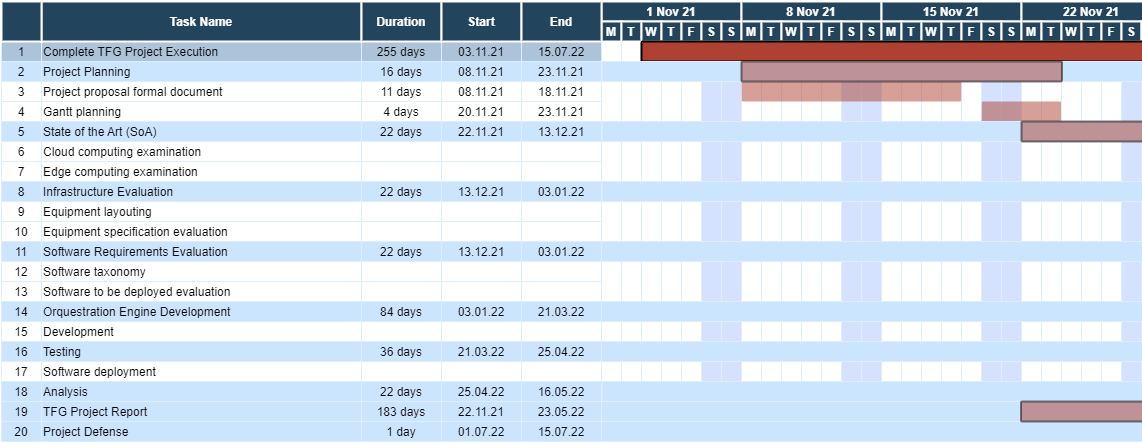 Task Name Duration Start End 1 Nov 21 8 Nov 21 15 Nov 21 22 Nov 21
M T W T F S S M T W T F S S M T W T F S S M T W T F S
1 Complete TFG Project Execution 255 days 03.11.21 15.07.22
2 Project Planning 16 days 08.11.21 23.11.21
3 Project proposal formal document 11 days 08.11.21 18.11.21
4 Gantt planning 4 days 20.11.21 23.11.21
5 State of the Art (SoA) 22 days 22.11.21 13.12.21
6 Cloud computing examination
7 Edge computing examination
8 Infrastructure Evaluation 22 days 13.12.21 03.01.22
9 Equipment layouting
10 Equipment specification evaluation
11 Software Requirements Evaluation 22 days 13.12.21 03.01.22
12 Software taxonomy
13 Software to be deployed evaluation
14 Orquestration Engine Development 84 days 03.01.22 21.03.22
15 Development
16 Testing 36 days 21.03.22 25.04.22
17 Software deployment
18 Analysis 22 days 25.04.22 16.05.22
19 TFG Project Report 183 days 22.11.21 23.05.22
20 Project Defense 1 day 01.07.22 15.07.22